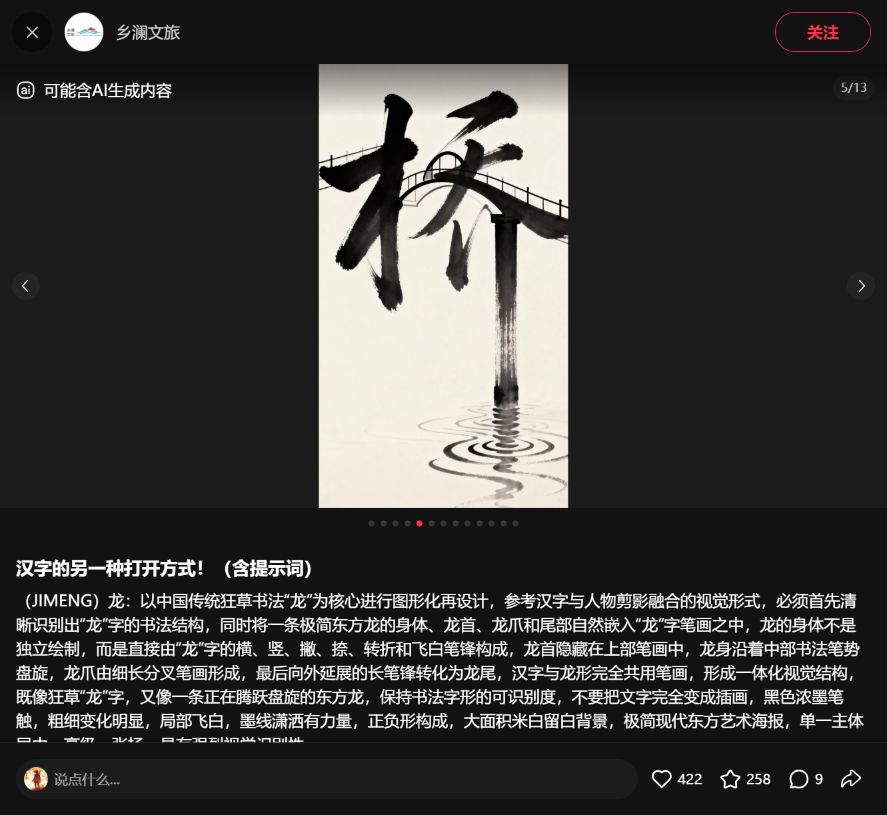 乡澜文旅
关注
ai 可能含AI生成内容
5/13
桥
汉字的另一种打开方式！（含提示词）
（JIMENG）龙：以中国传统狂草书法“龙”为核心进行图形化再设计，参考汉字与人物剪影融合的视觉形式，必须首先清
晰识别出“龙”字的书法结构，同时将一条极简东方龙的身体、龙首、龙爪和尾部自然嵌入“龙”字笔画之中，龙的身体不是
独立绘制，而是直接由“龙”字的横、竖、撇、捺、转折和飞白笔锋构成，龙首隐藏在上部笔画中，龙身沿着中部书法笔势
盘旋，龙爪由细长分叉笔画形成，最后向外延展的长笔锋转化为龙尾，汉字与龙形完全共用笔画，形成一体化视觉结构，
既像狂草“龙”字，又像一条正在腾跃盘旋的东方龙，保持书法字形的可识别度，不要把文字完全变成插画，黑色浓墨笔
触，粗细变化明显，局部飞白，墨线潇洒有力量，正负形构成，大面积米白留白背景，极简现代东方艺术海报，单一主体
说点什么...
422
258
9